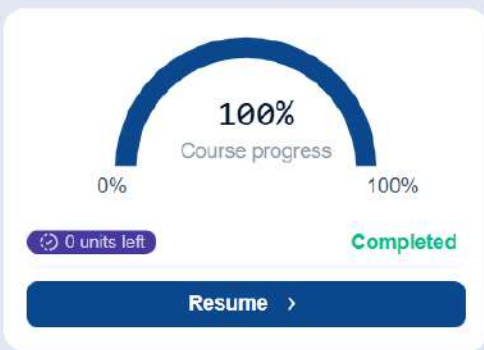 100%
Course progress
0% 100%
0 units left Completed
Resume